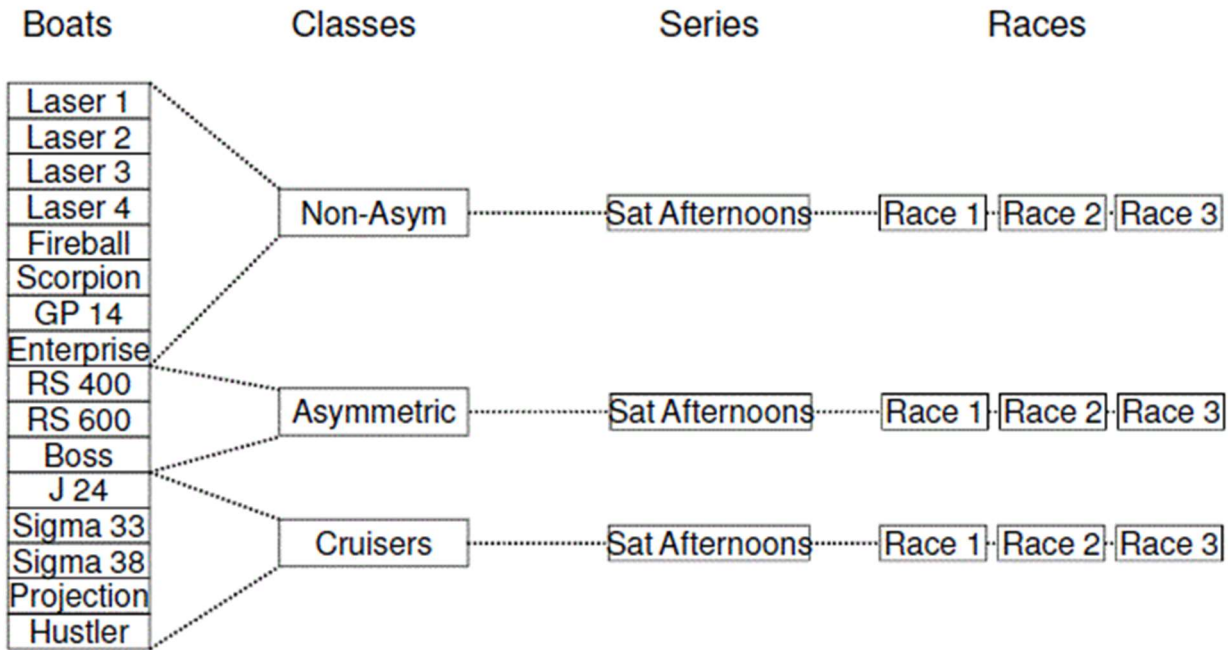 Boats Classes Series Races
Laser 1
Laser 2
Laser 3
Laser 4
Non-Asym Sat Afternoons Race 1 Race 2 Race 3
Fireball
Scorpion
GP 14
Enterprise
RS 400
RS 600
Asymmetric Sat Afternoons Race 1 Race 2 Race 3
Boss
J 24
Sigma 33
Cruisers Sat Afternoons Race 1 Race 2 Race 3
Sigma 38
Projection
Hustler